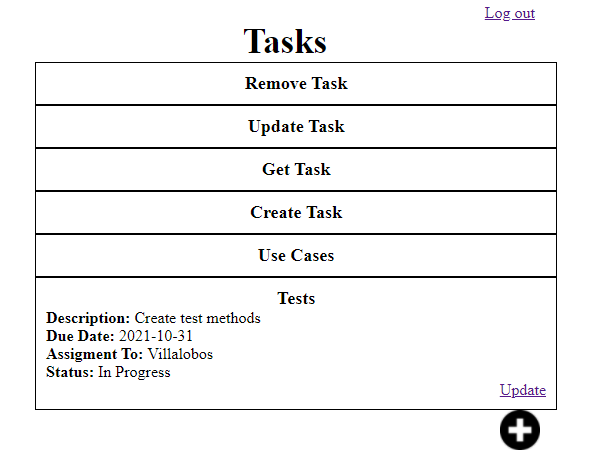 Log out
Tasks
Remove Task
Update Task
Get Task
Create Task
Use Cases
Tests
Description: Create test methods
Due Date: 2021-10-31
Assigment To: Villalobos
Status: In Progress
Update